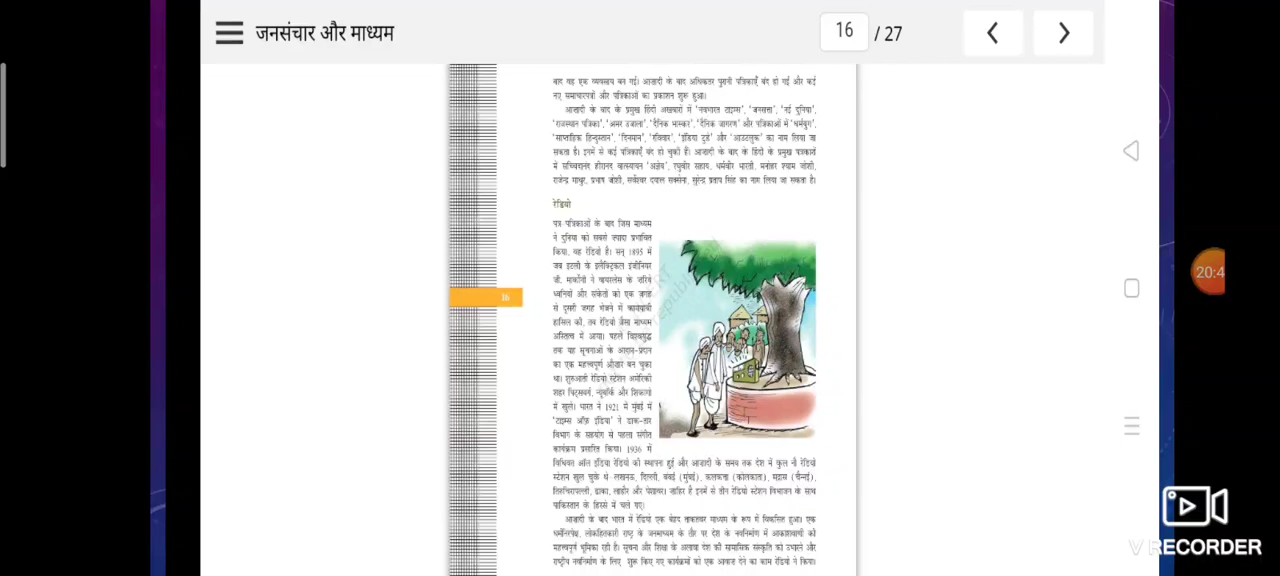 जनसंचार और माध्यम
16 / 27
बाद वह एक व्यवसाय बन गई। आज़ादी के बाद अधिकतर पुरानी पत्रिकाएँ बंद हो गईं और कई
नए समाचारपत्रों और पत्रिकाओं का प्रकाशन शुरू हुआ।
आज़ादी के बाद के प्रमुख हिंदी अखबारों में 'नवभारत टाइम्स', 'जनसत्ता', 'नई दुनिया',
'राजस्थान पत्रिका', 'अमर उजाला', 'दैनिक भास्कर', 'दैनिक जागरण' और पत्रिकाओं में 'धर्मयुग',
'साप्ताहिक हिन्दुस्तान', 'दिनमान', 'रविवार', 'इंडिया टुडे' और 'आउटलुक' का नाम लिया जा
सकता है। इनमें से कई पत्रिकाएँ बंद हो चुकी हैं। आज़ादी के बाद के हिंदी के प्रमुख पत्रकारों
में सच्चिदानंद हीरानंद वात्स्यायन 'अज्ञेय', रघुवीर सहाय, धर्मवीर भारती, मनोहर श्याम जोशी,
राजेन्द्र माथुर, प्रभाष जोशी, सर्वेश्वर दयाल सक्सेना, सुरेन्द्र प्रताप सिंह का नाम लिया जा सकता है।
रेडियो
पत्र-पत्रिकाओं के बाद जिस माध्यम
ने दुनिया को सबसे ज़्यादा प्रभावित
किया, वह रेडियो है। सन् 1895 में
जब इटली के इलैक्ट्रिकल इंजीनियर
जी. मार्कोनी ने वायरलेस के ज़रिये
ध्वनियों और संकेतों को एक जगह
से दूसरी जगह भेजने में कामयाबी
हासिल की, तब रेडियो जैसा माध्यम
अस्तित्व में आया। पहले विश्वयुद्ध
तक यह सूचनाओं के आदान-प्रदान
का एक महत्त्वपूर्ण औज़ार बन चुका
था। शुरुआती रेडियो स्टेशन अमेरिकी
शहर पिट्सबर्ग, न्यूयॉर्क और शिकागो
में खुले। भारत ने 1921 में मुंबई में
'टाइम्स ऑफ़ इंडिया' ने डाक-तार
विभाग के सहयोग से पहला संगीत
कार्यक्रम प्रसारित किया। 1936 में
विधिवत ऑल इंडिया रेडियो की स्थापना हुई और आज़ादी के समय तक देश में कुल नौ रेडियो
स्टेशन खुल चुके थे-लखनऊ, दिल्ली, बंबई (मुंबई), कलकत्ता (कोलकाता), मद्रास (चैन्नई),
तिरुचिरापल्ली, ढाका, लाहौर और पेशावर। ज़ाहिर है इनमें से तीन रेडियो स्टेशन विभाजन के साथ
पाकिस्तान के हिस्से में चले गए।
आज़ादी के बाद भारत में रेडियो एक बेहद ताकतवर माध्यम के रूप में विकसित हुआ। एक
धर्मनिरपेक्ष, लोकहितकारी राष्ट्र के जनमाध्यम के तौर पर देश के नवनिर्माण में आकाशवाणी की
महत्त्वपूर्ण भूमिका रही है। सूचना और शिक्षा के अलावा देश की सामासिक संस्कृति को उभारने और
राष्ट्रीय नवनिर्माण के लिए शुरू किए गए कार्यक्रमों को एक आवाज़ देने का काम रेडियो ने किया।
16
20:4
V RECORDER